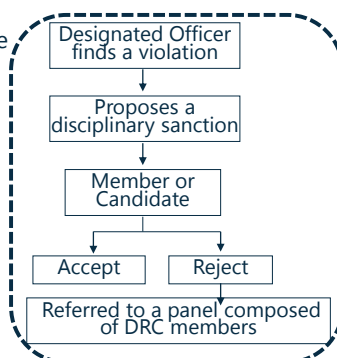 e
Designated Officer
finds a violation
Proposes a
disciplinary sanction
Member or
Candidate
Accept
Reject
Referred to a panel composed
of DRC members